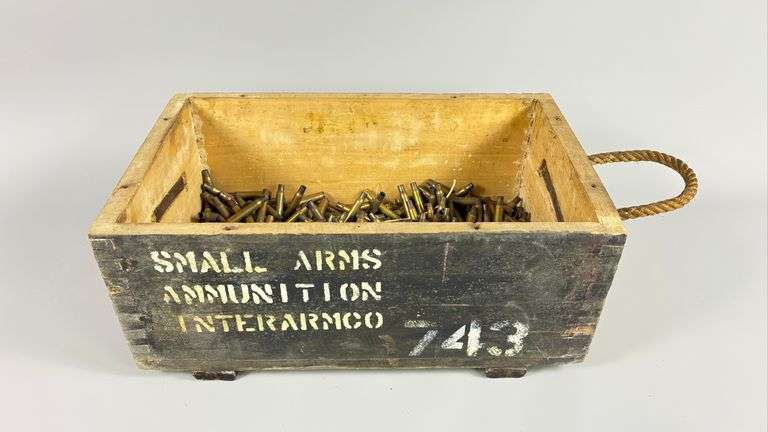 SMALL ARMS
AMMUNITION
INTERARMCO
743